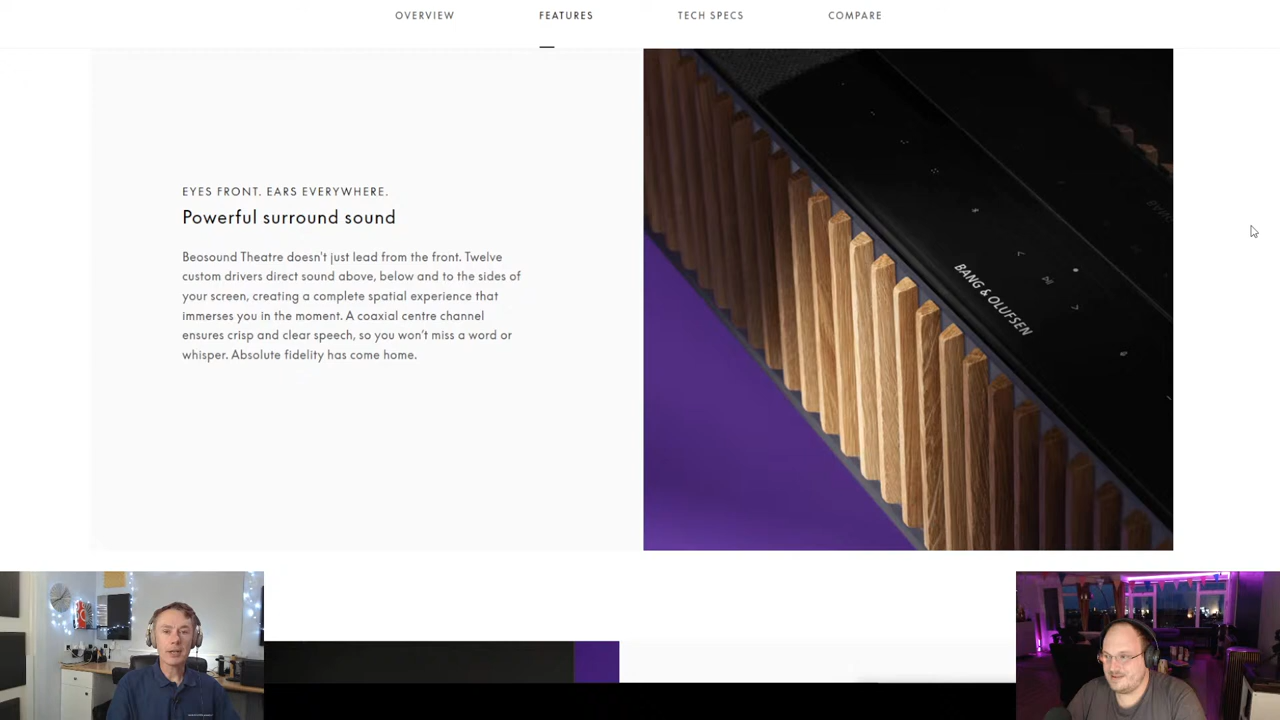 OVERVIEW
FEATURES
TECH SPECS
COMPARE
EYES FRONT. EARS EVERYWHERE.
Powerful surround sound
Beosound Theatre doesn't just lead from the front. Twelve
custom drivers direct sound above, below and to the sides of
your screen, creating a complete spatial experience that
immerses you in the moment. A coaxial centre channel
ensures crisp and clear speech, so you won't miss a word or
whisper. Absolute fidelity has come home.
BANG & OLUFSEN